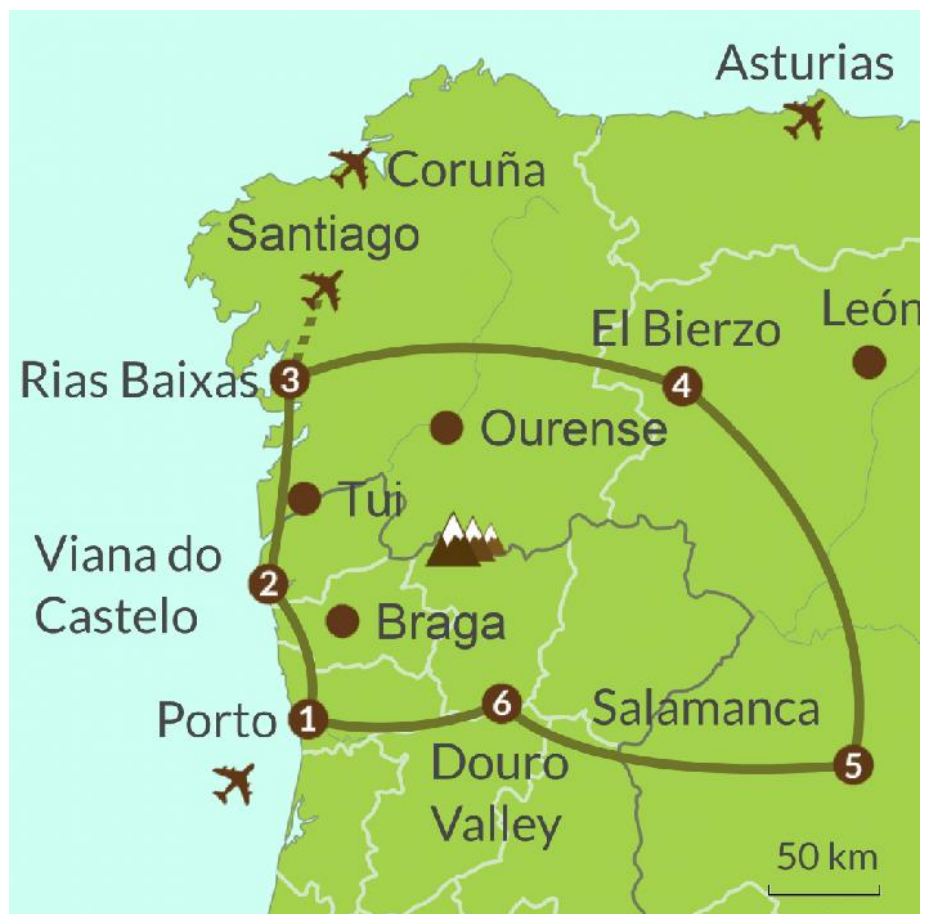 Asturias
Coruña
Santiago
León
El Bierzo
Rias Baixas
3
4
Ourense
Tui
Viana do
Castelo
2
Braga
Porto
1
6
Salamanca
5
Douro
Valley
50 km